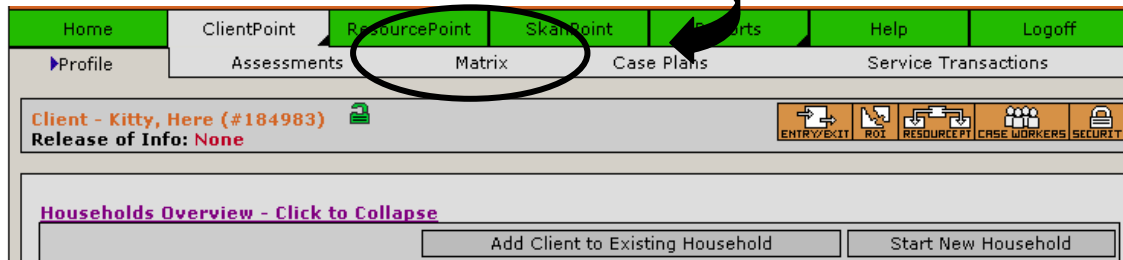 Home ClientPoint ResourcePoint SkanPoint Reports Help Logoff
Profile Assessments Matrix Case Plans Service Transactions
Client - Kitty, Here (#184983)
Release of Info: None
ENTRY/EXIT ROI RESOURCEPT CASE WORKERS SECURIT
Households Overview - Click to Collapse
Add Client to Existing Household Start New Household